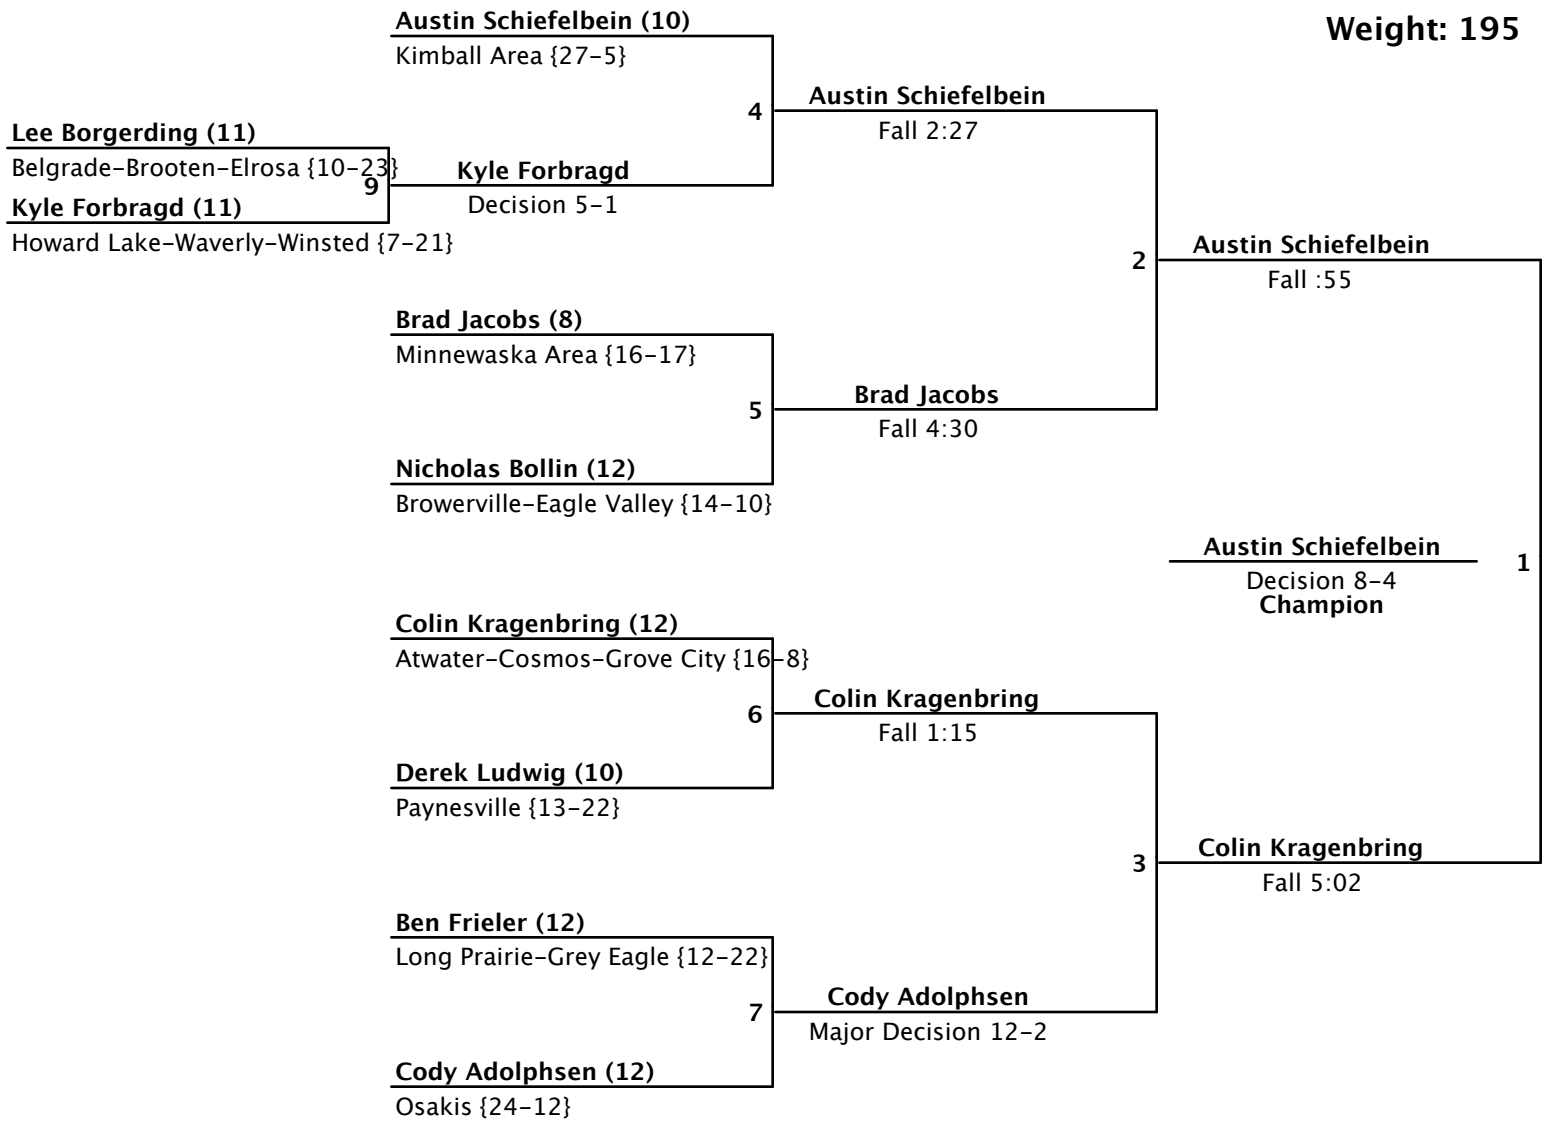 Weight: 195
Austin Schiefelbein (10)
Kimball Area {27-5}
4
Austin Schiefelbein
Fall 2:27
Lee Borgerding (11)
Belgrade-Brooten-Elrosa {10-23}
9
Kyle Forbragd
Decision 5-1
Kyle Forbragd (11)
Howard Lake-Waverly-Winsted {7-21}
2
Austin Schiefelbein
Fall :55
Brad Jacobs (8)
Minnewaska Area {16-17}
5
Brad Jacobs
Fall 4:30
Nicholas Bollin (12)
Browerville-Eagle Valley {14-10}
Austin Schiefelbein
1
Decision 8-4
Champion
Colin Kragenbring (12)
Atwater-Cosmos-Grove City {16-8}
6
Colin Kragenbring
Fall 1:15
Derek Ludwig (10)
Paynesville {13-22}
3
Colin Kragenbring
Fall 5:02
Ben Frieler (12)
Long Prairie-Grey Eagle {12-22}
7
Cody Adolphsen
Major Decision 12-2
Cody Adolphsen (12)
Osakis {24-12}